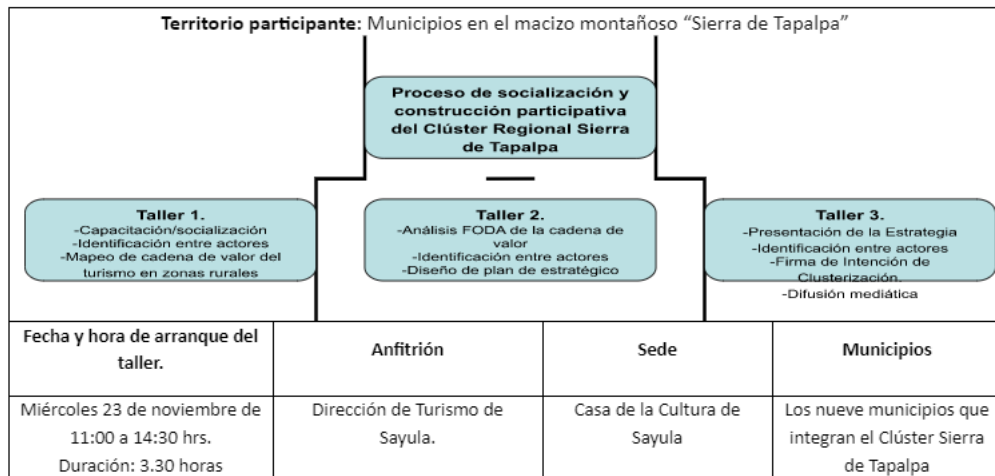 Territorio participante: Municipios en el macizo montañoso “Sierra de Tapalpa”
Proceso de socialización y
construcción participativa
del Clúster Regional Sierra
de Tapalpa
Taller 1.
-Capacitación/socialización
-Identificación entre actores
-Mapeo de cadena de valor del
turismo en zonas rurales
Taller 2.
-Análisis FODA de la cadena de
valor
-Identificación entre actores
-Diseño de plan de estratégico
Taller 3.
-Presentación de la Estrategia
-Identificación entre actores
-Firma de Intención de
Clusterización.
-Difusión mediática
Fecha y hora de arranque del
taller.
Anfitrión
Sede
Municipios
Miércoles 23 de noviembre de
11:00 a 14:30 hrs.
Duración: 3.30 horas
Dirección de Turismo de
Sayula.
Casa de la Cultura de
Sayula
Los nueve municipios que
integran el Clúster Sierra
de Tapalpa